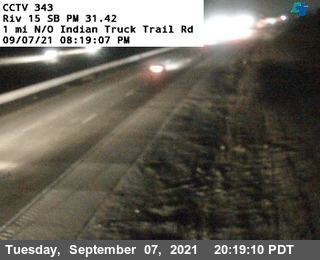 CCTV 343
Riv 15 SB PM 31.42
1 mi N/O Indian Truck Trail Rd
09/07/21 08:19:07 PM
Tuesday, September 07, 2021 20:19:10 PDT